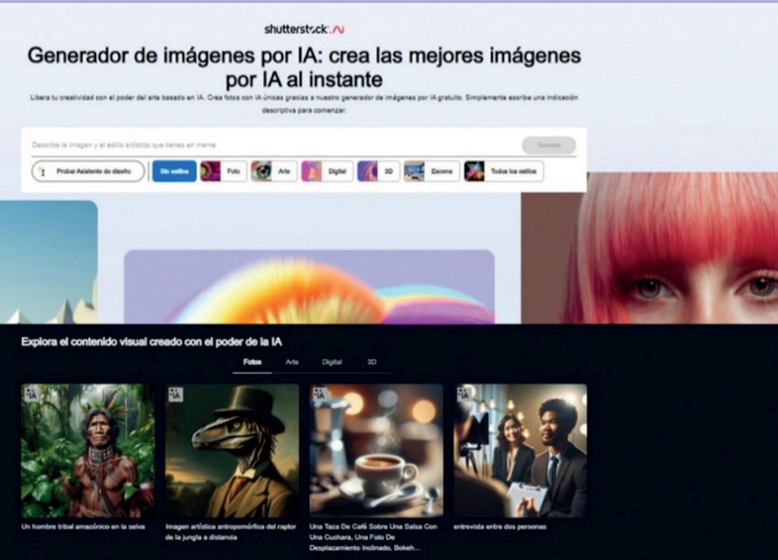 shutterstock.AI
Generador de imágenes por IA: crea las mejores imágenes
por IA al instante
Libera tu creatividad con el poder del arte basado en IA. Crea fotos con IA únicas gracias a nuestro generador de imágenes por IA gratuito. Simplemente escribe una indicación
descriptiva para comenzar.
Describe la imagen y el estilo artístico que tienes en mente
Generar
Probar Asistente de diseño
Sin estilos
Foto
Arte
Digital
3D
Escena
Todos los estilos
Explora el contenido visual creado con el poder de la IA
Fotos Arte Digital 3D
IA
IA
IA
IA
Un hombre tribal amazónico en la selva
Imagen artística antropomórfica del raptor
de la jungla a distancia
Una Taza De Café Sobre Una Salsa Con
Una Cuchara, Una Foto De
Desplazamiento Inclinado, Bokeh...
entrevista entre dos personas